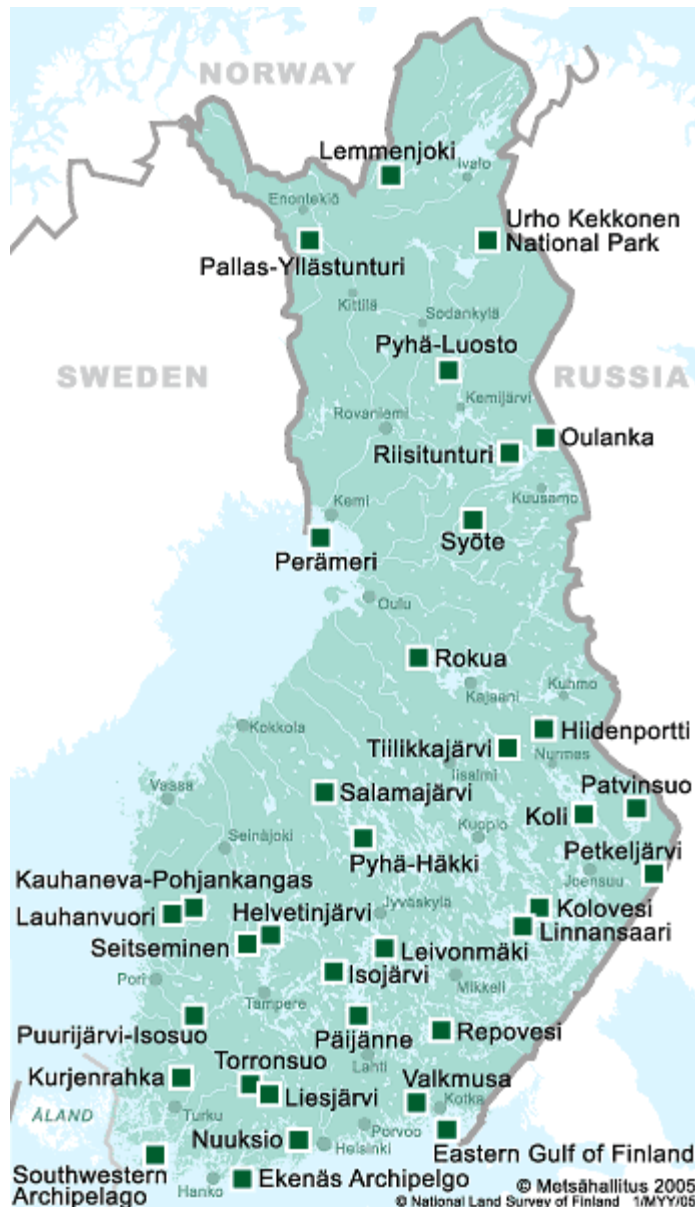 NORWAY
Lemmenjoki
Ivalo
Enontekiö
Urho Kekkonen
National Park
Pallas-Yllästunturi
Kittilä
Sodankylä
Pyhä-Luosto
SWEDEN
RUSSIA
Kemijärvi
Rovaniemi
Oulanka
Riisitunturi
Kuusamo
Kemi
Syöte
Perämeri
Oulu
Rokua
Kajaani
Kuhmo
Kokkola
Hiidenportti
Tiilikkajärvi
Nurmes
Iisalmi
Vassa
Salamajärvi
Patvinsuo
Koli
Kuopio
Seinäjoki
Pyhä-Häkki
Petkeljärvi
Joensuu
Kauhaneva-Pohjankangas
Lauhanvuori
Helvetinjärvi
Jyväskylä
Kolovesi
Linnansaari
Seitseminen
Leivonmäki
Isojärvi
Mikkeli
Pori
Tampere
Puurijärvi-Isosuo
Päijänne
Repovesi
Torronsuo
Lahti
Kurjenrahka
Liesjärvi
Valkmusa
Kotka
ÅLAND
Turku
Porvoo
Nuuksio
Helsinki
Eastern Gulf of Finland
Southwestern
Archipelago
Hanko
Ekenäs Archipelgo
© Metsähallitus 2005
© National Land Survey of Finland 1/MYY/05